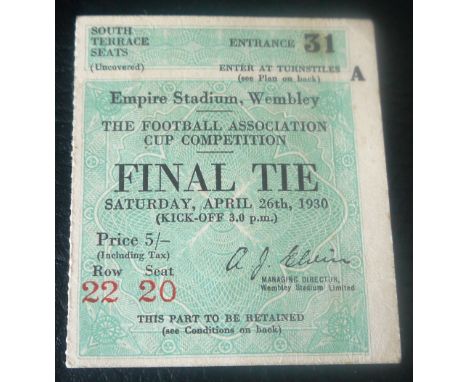 SOUTH
TERRACE
SEATS
(Uncovered)
ENTRANCE 31
ENTER AT TURNSTILES
(see Plan on back)
A
Empire Stadium, Wembley
THE FOOTBALL ASSOCIATION
CUP COMPETITION
FINAL TIE
SATURDAY, APRIL 26th, 1930
(KICK-OFF 3.0 p.m.)
Price 5/-
(Including Tax)
Row Seat
22 20
A J Elvin
MANAGING DIRECTOR,
Wembley Stadium Limited
THIS PART TO BE RETAINED
(see Conditions on back)